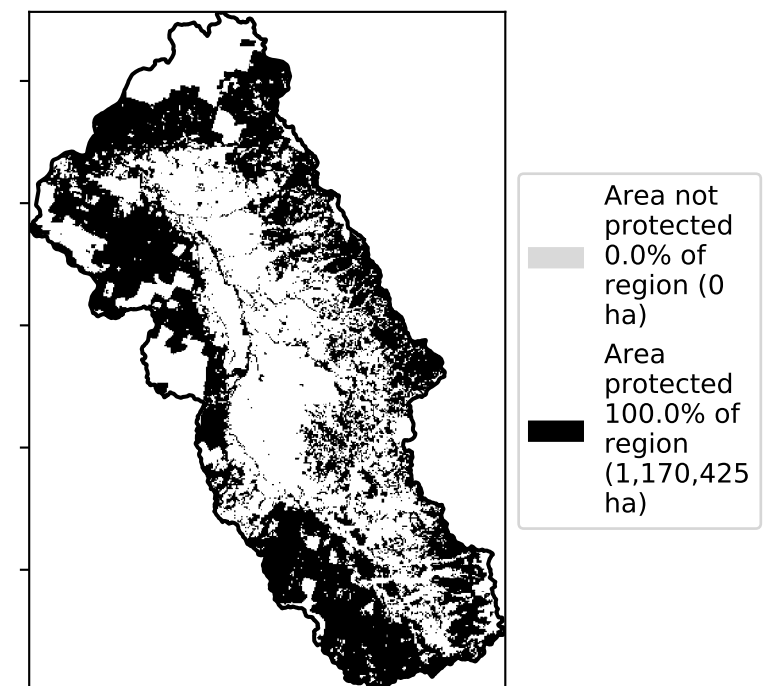 Area not
protected
0.0% of
region (0
ha)
Area
protected
100.0% of
region
(1,170,425
ha)